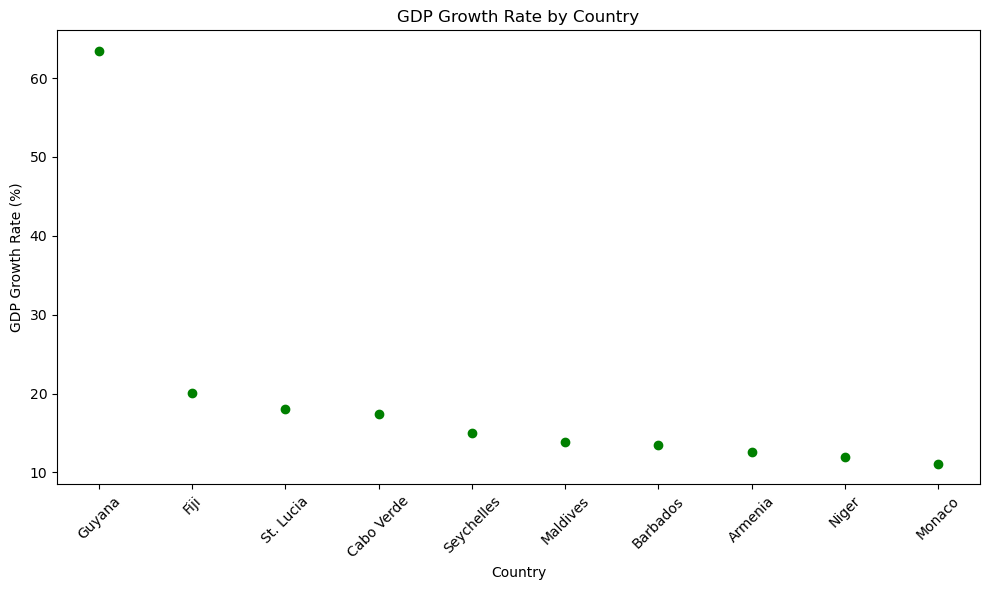 GDP Growth Rate by Country
GDP Growth Rate (%)
60
50
40
30
20
10
Guyana
Fiji
St. Lucia
Cabo Verde
Seychelles
Maldives
Barbados
Armenia
Niger
Monaco
Country